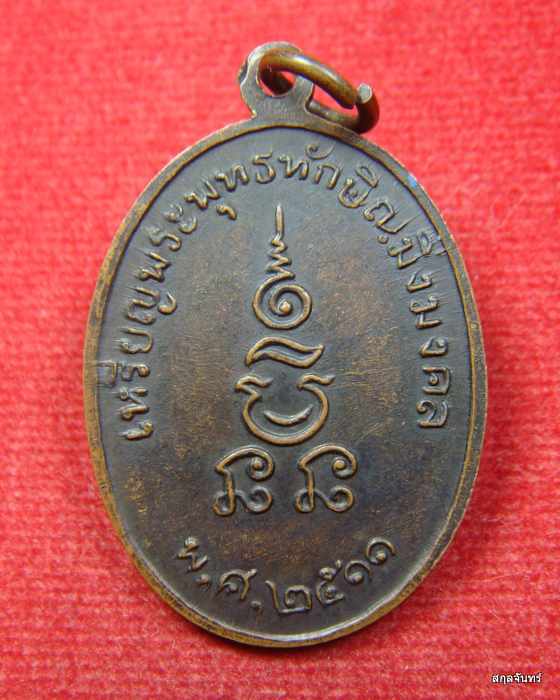 เหรียญพระพุทธทักษิณมิ่งมงคล
พ.ศ.๒๕๑๑
สกุลจันทร์